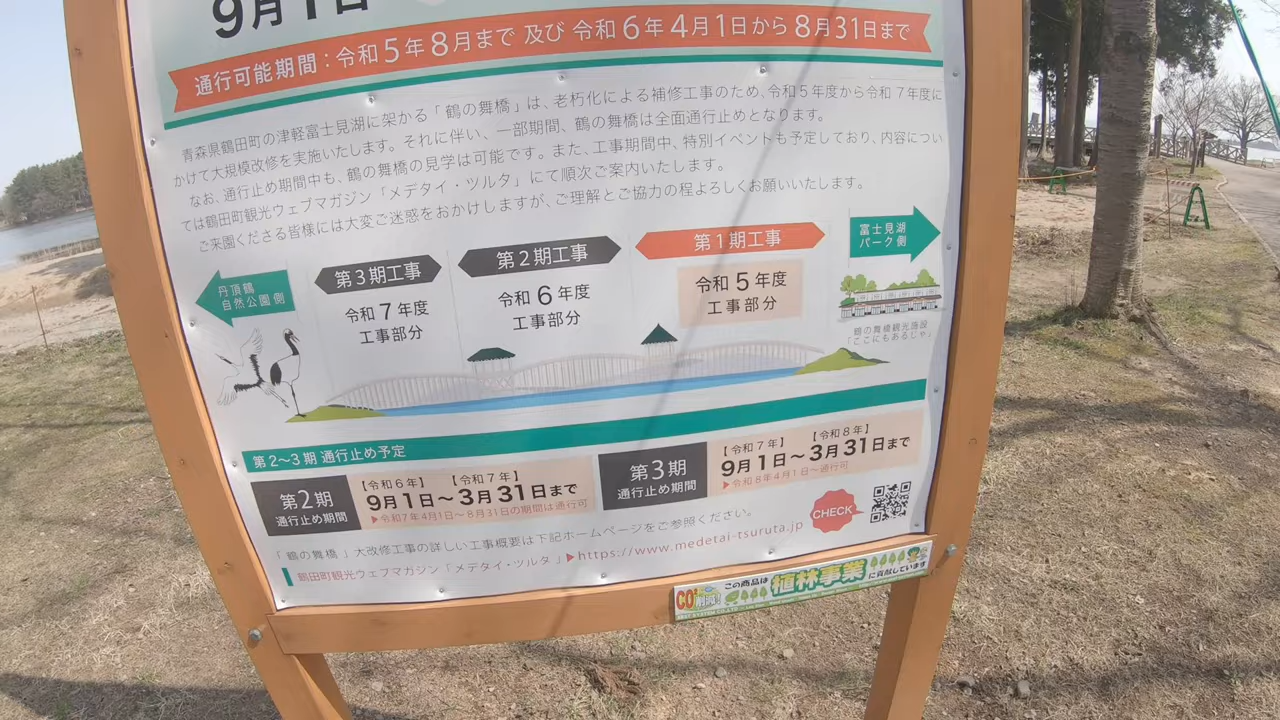 9月1日
通行可能期間：令和5年8月まで 及び 令和6年4月1日から8月31日まで
青森県鶴田町の津軽富士見湖に架かる「鶴の舞橋」は、老朽化による補修工事のため、令和5年度から令和7年度に
かけて大規模改修を実施いたします。それに伴い、一部期間、鶴の舞橋は全面通行止めとなります。
なお、通行止め期間中も、鶴の舞橋の見学は可能です。また、工事期間中、特別イベントも予定しており、内容につい
ては鶴田町観光ウェブマガジン「メデタイ・ツルタ」にて順次ご案内いたします。
ご来園くださる皆様には大変ご迷惑をおかけしますが、ご理解とご協力の程よろしくお願いいたします。
丹頂鶴
自然公園側
第3期工事
令和7年度
工事部分
第2期工事
令和6年度
工事部分
第1期工事
令和5年度
工事部分
富士見湖
パーク側
鶴の舞橋観光施設
「ここにもあるじゃ」
第2～3期 通行止め予定
第2期
通行止め期間
【令和6年】 【令和7年】
9月1日～3月31日まで
▶令和7年4月1日～8月31日の期間は通行可
第3期
通行止め期間
【令和7年】 【令和8年】
9月1日～3月31日まで
▶令和8年4月1日～通行可
「鶴の舞橋」大改修工事の詳しい工事概要は下記ホームページをご参照ください。
鶴田町観光ウェブマガジン「メデタイ・ツルタ」▶https://www.medetai-tsuruta.jp
CHECK
CO2削減!
この商品は
植林事業
に貢献しています